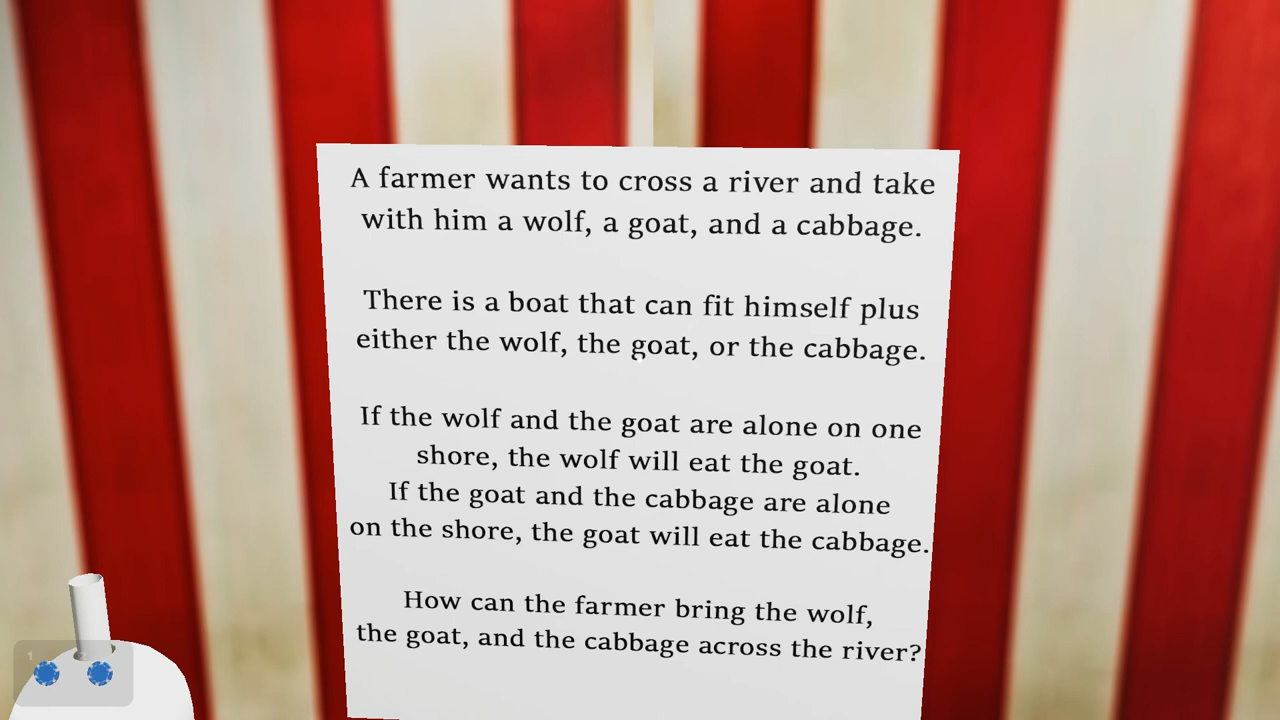 A farmer wants to cross a river and take
with him a wolf, a goat, and a cabbage.
There is a boat that can fit himself plus
either the wolf, the goat, or the cabbage.
If the wolf and the goat are alone on one
shore, the wolf will eat the goat.
If the goat and the cabbage are alone
on the shore, the goat will eat the cabbage.
How can the farmer bring the wolf,
the goat, and the cabbage across the river?
1